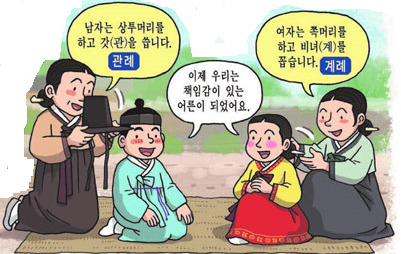 남자는 상투머리를
하고 갓(관)을 씁니다.
관례
이제 우리는
책임감이 있는
어른이 되었어요.
여자는 쪽머리를
하고 비녀(계)를
꼽습니다.
계례